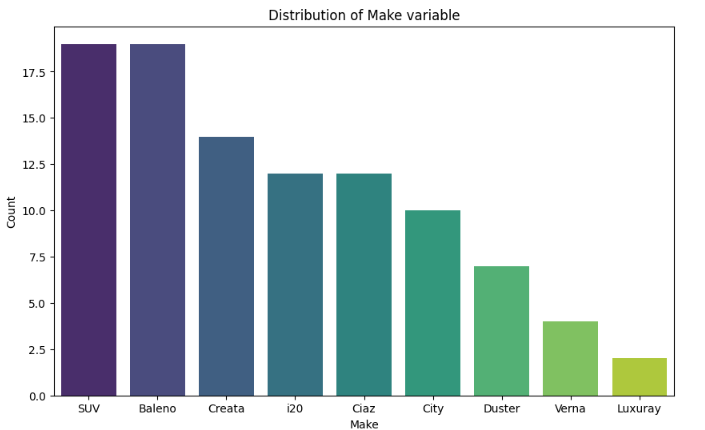 Distribution of Make variable
17.5
15.0
12.5
10.0
7.5
5.0
2.5
0.0
Count
SUV Baleno Creata i20 Ciaz City Duster Verna Luxuray
Make